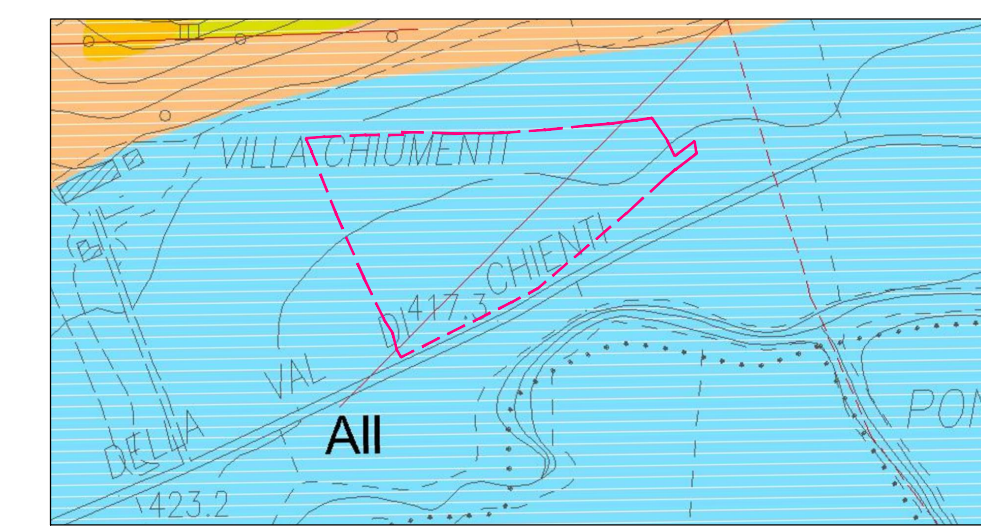 VILLA CHIUMENTI
DELLA VAL DI CHIENTI
417.3
All
PON
423.2